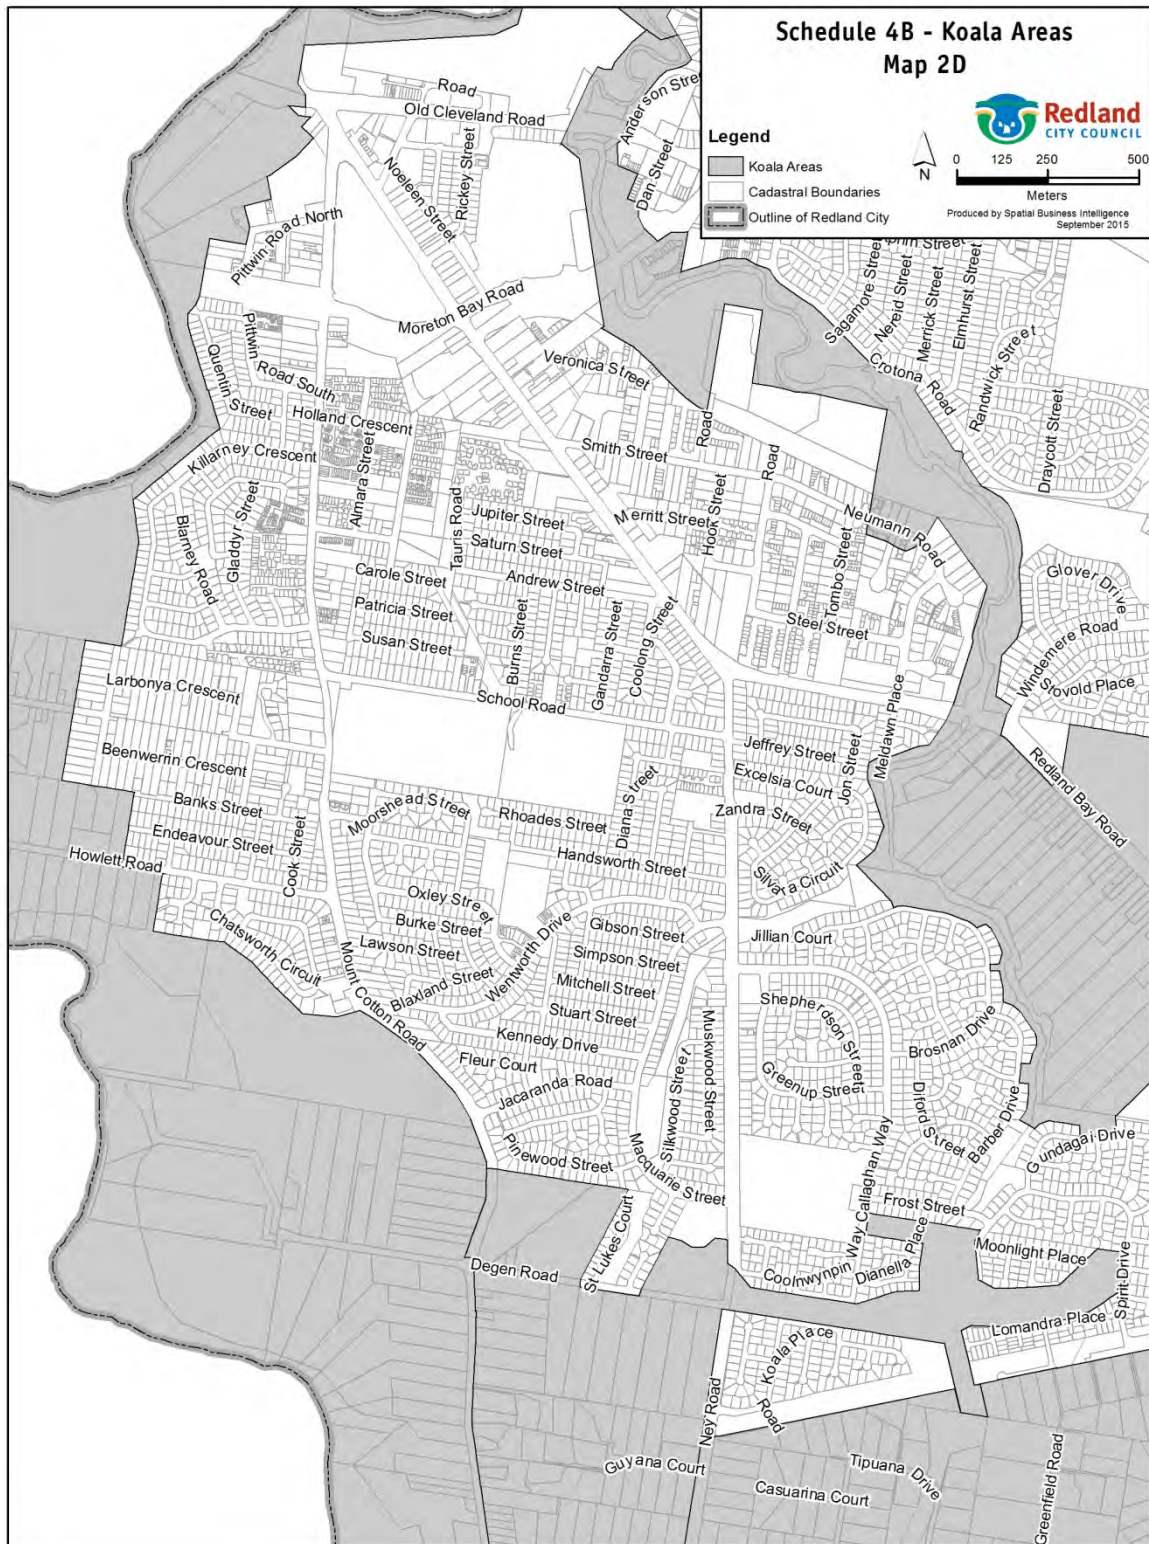 Schedule 4B - Koala Areas
Map 2D
Redland
CITY COUNCIL
Legend
Koala Areas
Cadastral Boundaries
Outline of Redland City
N
0 125 250 500
Meters
Produced by Spatial Business Intelligence
September 2015
Road
Old Cleveland Road
Anderson Street
Dan Street
Noeleen Street
Rickey Street
Pittwin Road North
Moreton Bay Road
Sagamore Street
Nereid Street
Merrick Street
Elmhurst Street
Crotona Road
Randwick Street
Draycott Street
Pittwin Road South
Quentin Street
Veronica Street
Holland Crescent
Killarney Crescent
Almara Street
Smith Street
Road
Road
Gladdyr Street
Blarney Road
Tauris Road
Jupiter Street
Saturn Street
Merritt Street
Hook Street
Neumann Road
Tombo Street
Carole Street
Andrew Street
Patricia Street
Susan Street
Burns Street
Gandarra Street
Coolong Street
Steel Street
Glover Drive
Windemere Road
Slovold Place
Larbonya Crescent
School Road
Meldawn Place
Jeffrey Street
Jon Street
Redland Bay Road
Beenwerrin Crescent
Excelsia Court
Banks Street
Moorshead Street
Rhoades Street
Diana Street
Zandra Street
Endeavour Street
Cook Street
Howlett Road
Handsworth Street
Silvara Circuit
Oxley Street
Burke Street
Lawson Street
Chatsworth Circuit
Mount Cotton Road
Blaxland Street
Wentworth Drive
Gibson Street
Simpson Street
Mitchell Street
Stuart Street
Jillian Court
Kennedy Drive
Fleur Court
Jacaranda Road
Shepherdson Street
Greenup Street
Brosnan Drive
Muskwood Street
Silkwood Street
Diford Street
Barber Drive
Pinewood Street
Macquarie Street
Way Callaghan Way
Gundagai Drive
Frost Street
Moonlight Place
St Lukes Court
Degen Road
Coolnwynpin
Dianella Place
Spirit Drive
Lomandra Place
Koala Place
Ney Road
Road
Guyana Court
Tipuana Drive
Casuarina Court
Greenfield Road